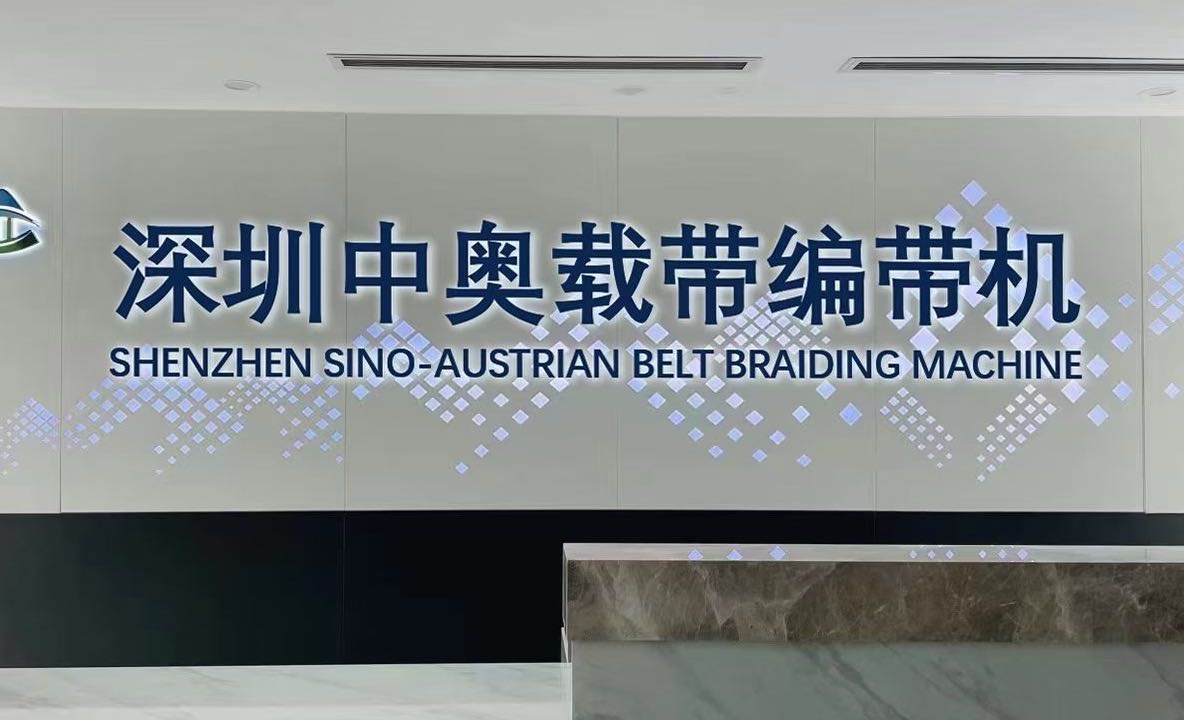 深圳中奥载带编带机
SHENZHEN SINO-AUSTRIAN BELT BRAIDING MACHINE